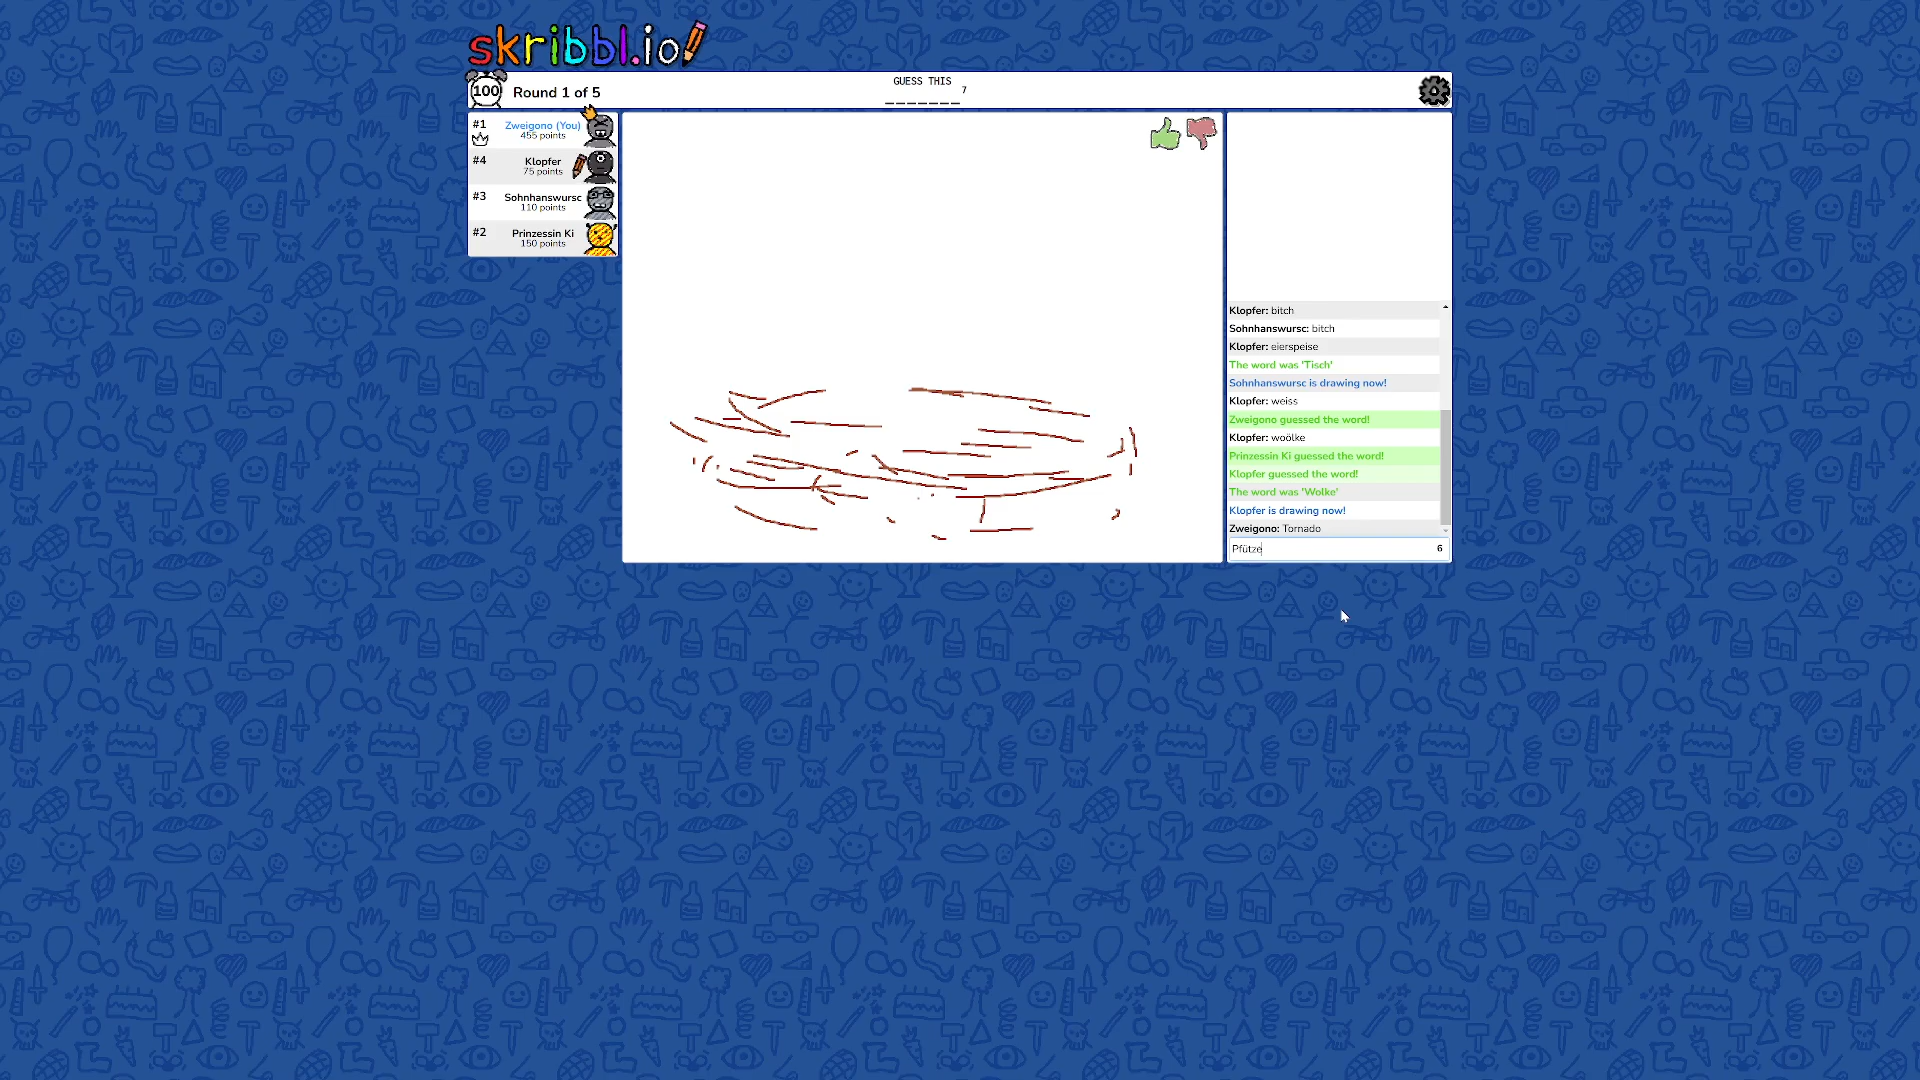 skribbl.io
100
Round 1 of 5
GUESS THIS
_______ 7
#1
Zweigono (You)
455 points
#4
Klopfer
75 points
#3
Sohnhanswursc
110 points
#2
Prinzessin Ki
150 points
Klopfer: bitch
Sohnhanswursc: bitch
Klopfer: eierspeise
The word was 'Tisch'
Sohnhanswursc is drawing now!
Klopfer: weiss
Zweigono guessed the word!
Klopfer: woölke
Prinzessin Ki guessed the word!
Klopfer guessed the word!
The word was 'Wolke'
Klopfer is drawing now!
Zweigono: Tornado
Pfütze 6